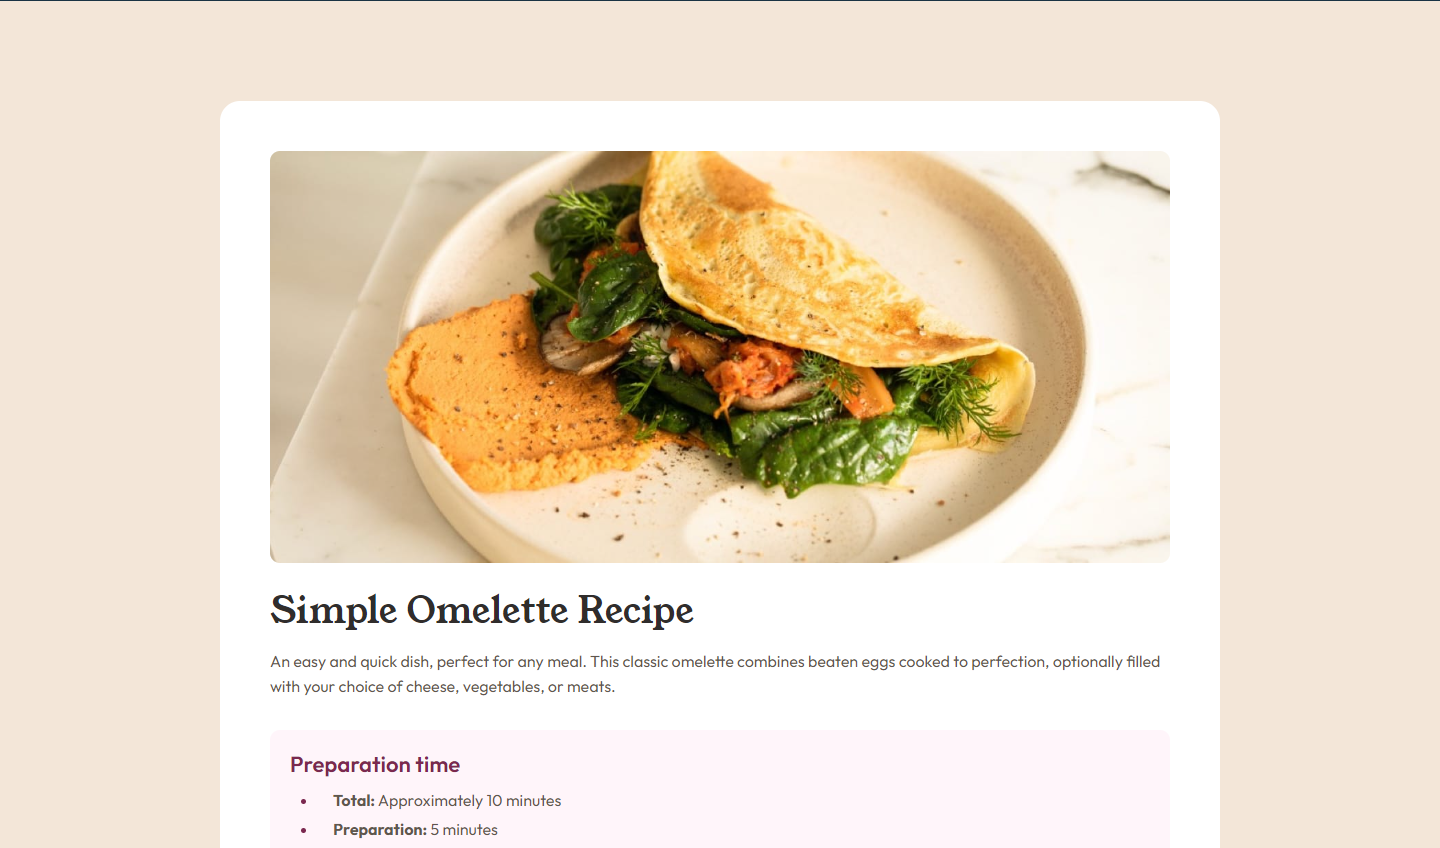 Simple Omelette Recipe
An easy and quick dish, perfect for any meal. This classic omelette combines beaten eggs cooked to perfection, optionally filled
with your choice of cheese, vegetables, or meats.
Preparation time
• Total: Approximately 10 minutes
• Preparation: 5 minutes